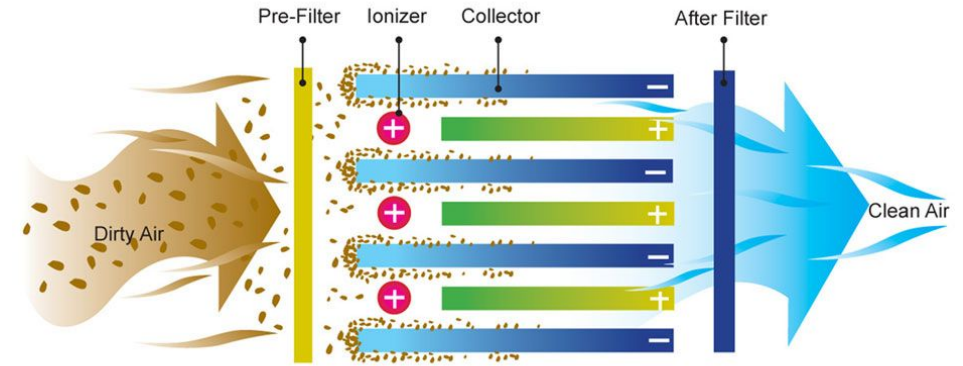 Pre-Filter
Ionizer
Collector
After Filter
Dirty Air
Clean Air
−
+
−
+
−
+
−
+
+
+